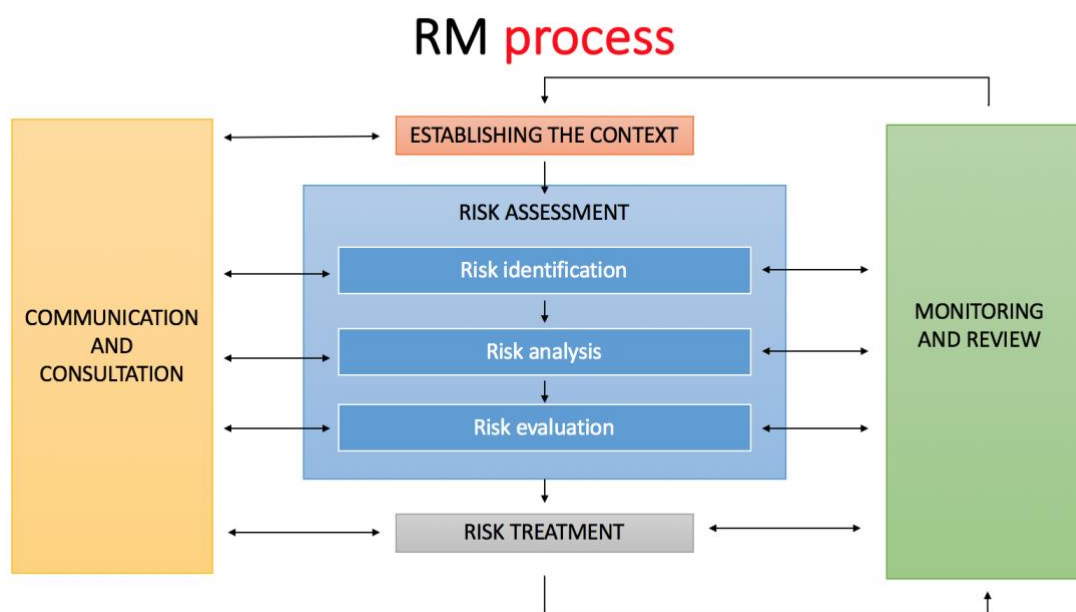 RM process
ESTABLISHING THE CONTEXT
RISK ASSESSMENT
Risk identification
Risk analysis
Risk evaluation
RISK TREATMENT
COMMUNICATION
AND
CONSULTATION
MONITORING
AND REVIEW